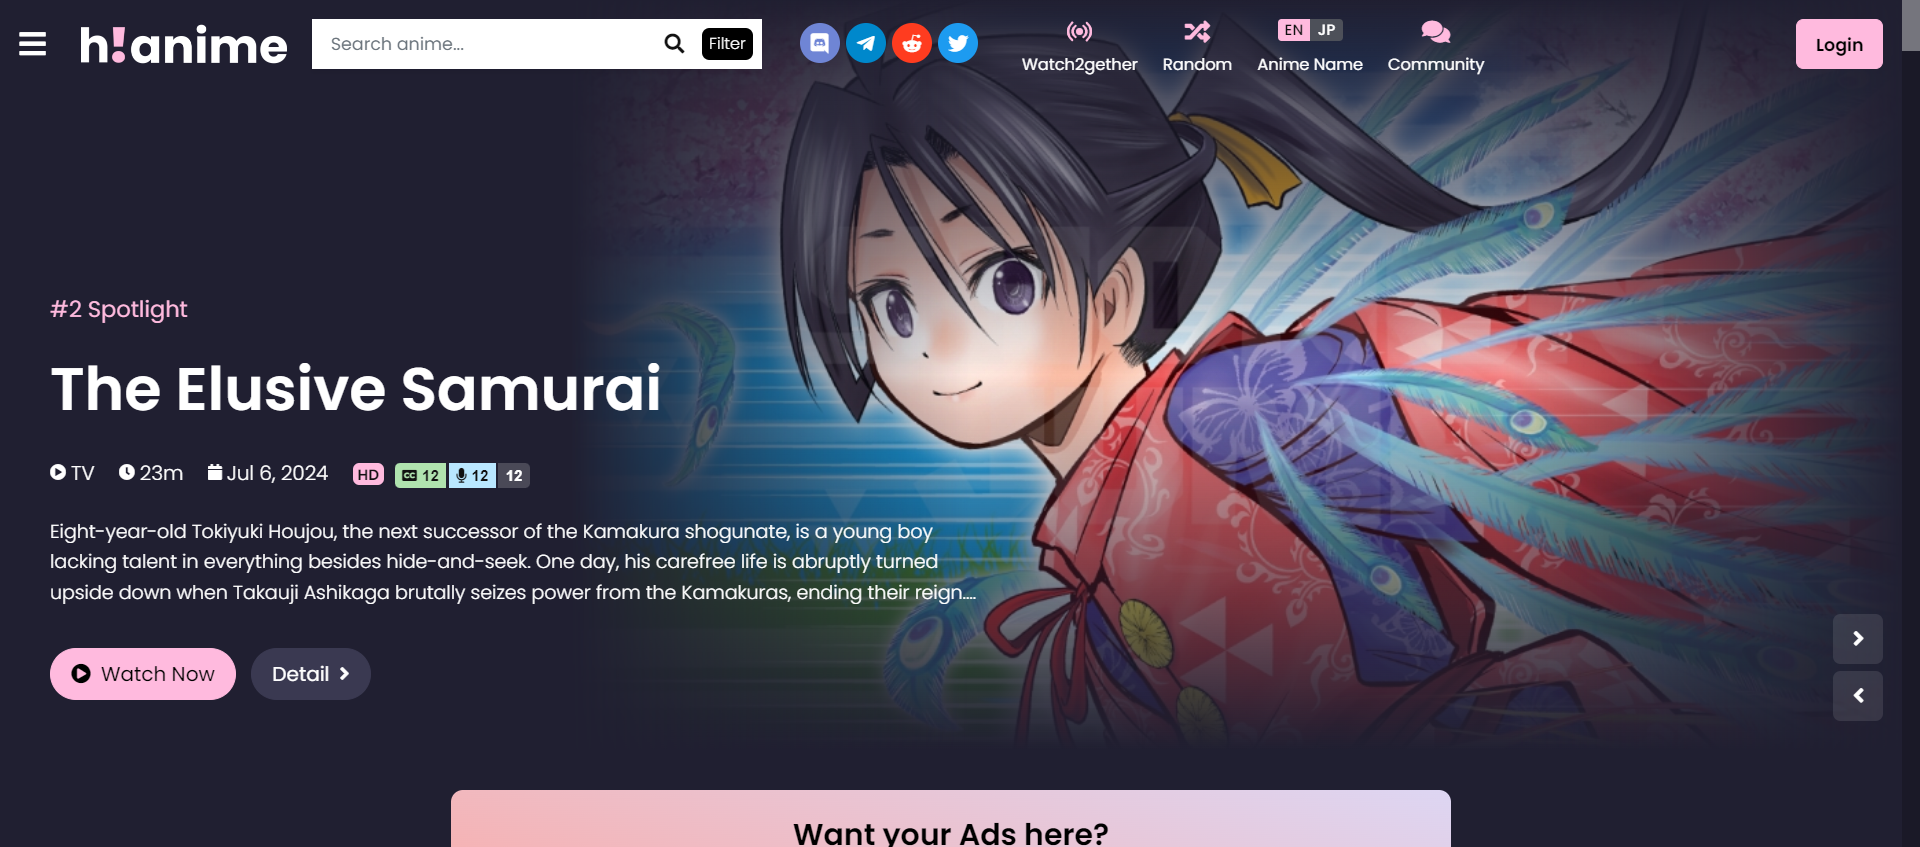 h!anime
Search anime...
Filter
Watch2gether
Random
EN JP
Anime Name
Community
Login
#2 Spotlight
The Elusive Samurai
TV 23m Jul 6, 2024 HD CC 12 12 12
Eight-year-old Tokiyuki Houjou, the next successor of the Kamakura shogunate, is a young boy
lacking talent in everything besides hide-and-seek. One day, his carefree life is abruptly turned
upside down when Takauji Ashikaga brutally seizes power from the Kamakuras, ending their reign....
Watch Now
Detail
Want your Ads here?